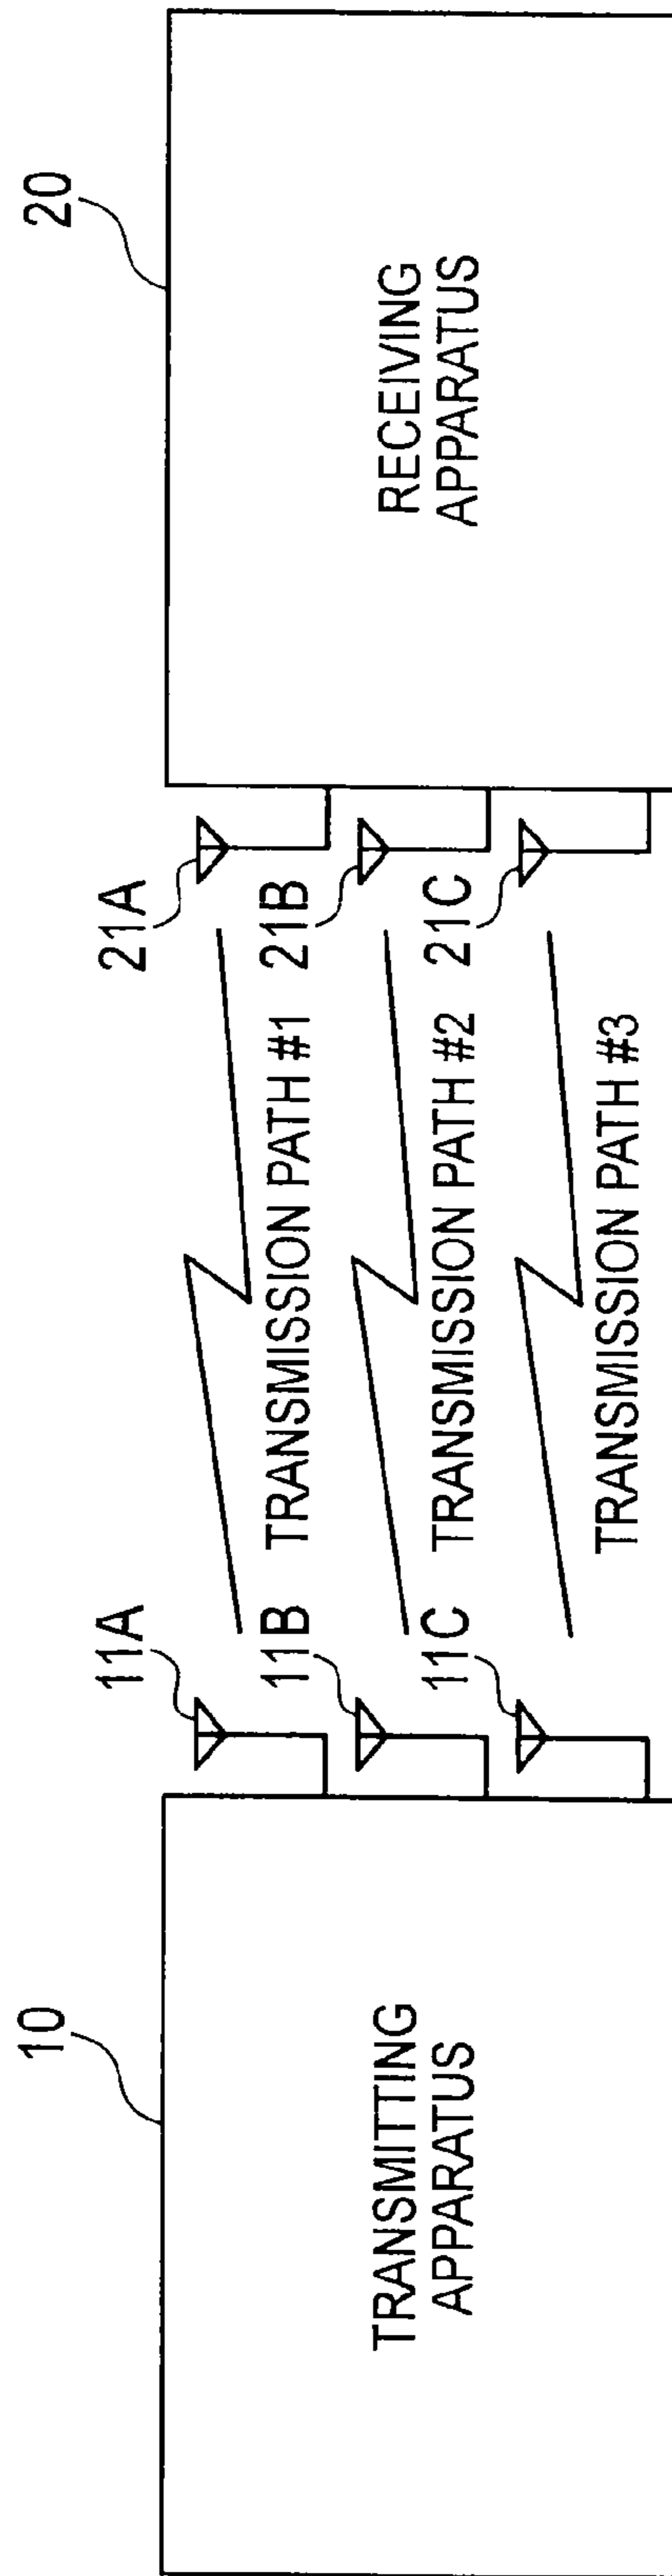 10
20
11A
21A
TRANSMISSION PATH #1
11B
21B
TRANSMITTING
APPARATUS
TRANSMISSION PATH #2
RECEIVING
APPARATUS
11C
21C
TRANSMISSION PATH #3